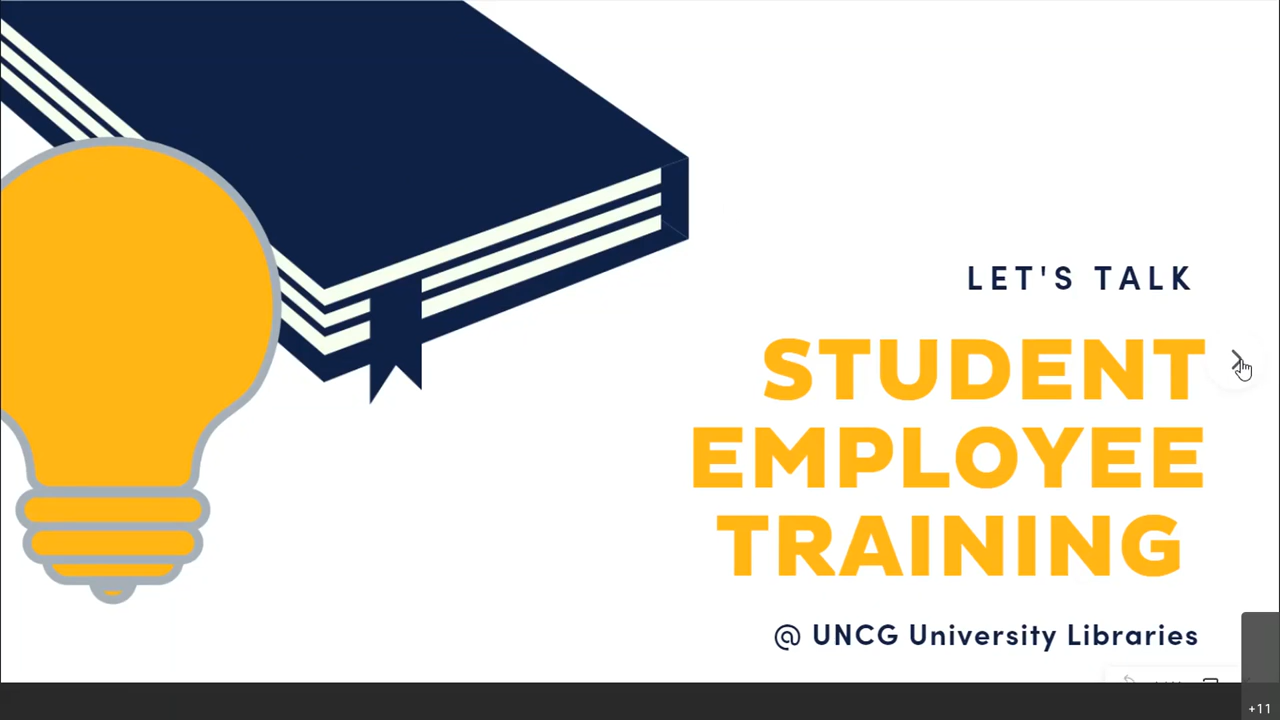 LET'S TALK
STUDENT
EMPLOYEE
TRAINING
@ UNCG University Libraries
+11